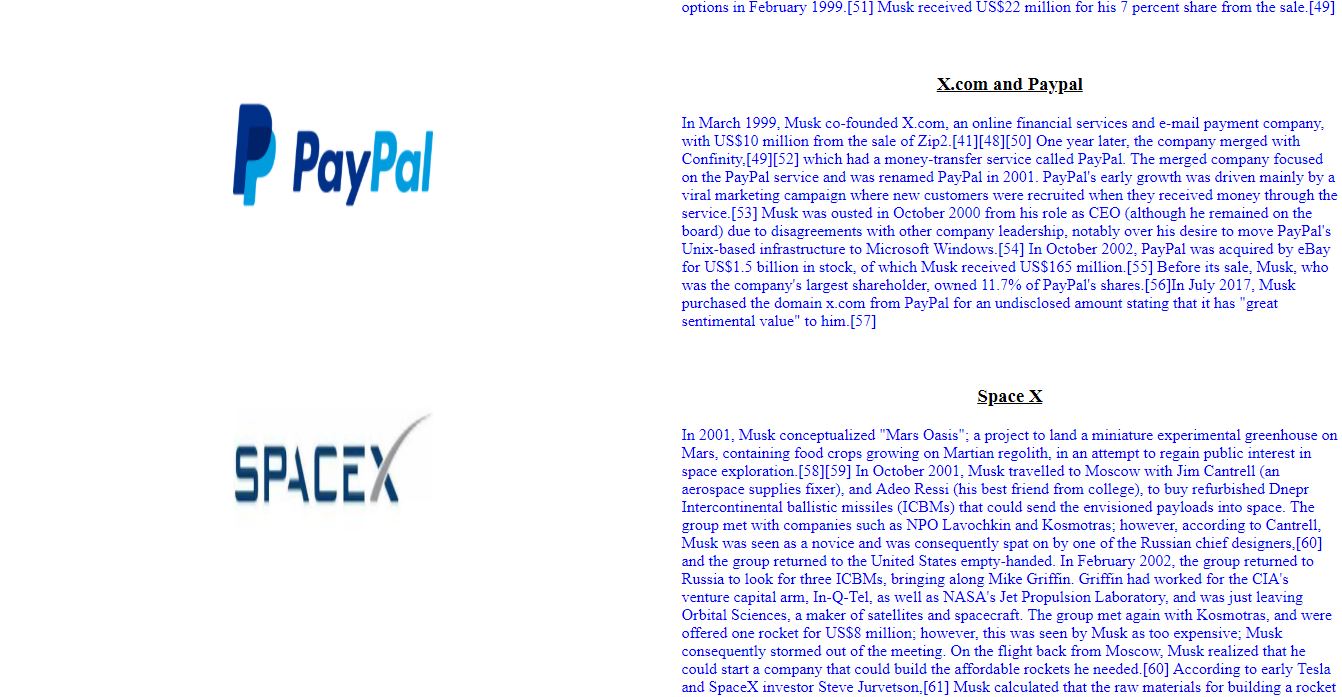 options in February 1999.[51] Musk received US$22 million for his 7 percent share from the sale.[49]
X.com and Paypal
PayPal
In March 1999, Musk co-founded X.com, an online financial services and e-mail payment company,
with US$10 million from the sale of Zip2.[41][48][50] One year later, the company merged with
Confinity,[49][52] which had a money-transfer service called PayPal. The merged company focused
on the PayPal service and was renamed PayPal in 2001. PayPal's early growth was driven mainly by a
viral marketing campaign where new customers were recruited when they received money through the
service.[53] Musk was ousted in October 2000 from his role as CEO (although he remained on the
board) due to disagreements with other company leadership, notably over his desire to move PayPal's
Unix-based infrastructure to Microsoft Windows.[54] In October 2002, PayPal was acquired by eBay
for US$1.5 billion in stock, of which Musk received US$165 million.[55] Before its sale, Musk, who
was the company's largest shareholder, owned 11.7% of PayPal's shares.[56]In July 2017, Musk
purchased the domain x.com from PayPal for an undisclosed amount stating that it has "great
sentimental value" to him.[57]
Space X
SPACEX
In 2001, Musk conceptualized "Mars Oasis"; a project to land a miniature experimental greenhouse on
Mars, containing food crops growing on Martian regolith, in an attempt to regain public interest in
space exploration.[58][59] In October 2001, Musk travelled to Moscow with Jim Cantrell (an
aerospace supplies fixer), and Adeo Ressi (his best friend from college), to buy refurbished Dnepr
Intercontinental ballistic missiles (ICBMs) that could send the envisioned payloads into space. The
group met with companies such as NPO Lavochkin and Kosmotras; however, according to Cantrell,
Musk was seen as a novice and was consequently spat on by one of the Russian chief designers,[60]
and the group returned to the United States empty-handed. In February 2002, the group returned to
Russia to look for three ICBMs, bringing along Mike Griffin. Griffin had worked for the CIA's
venture capital arm, In-Q-Tel, as well as NASA's Jet Propulsion Laboratory, and was just leaving
Orbital Sciences, a maker of satellites and spacecraft. The group met again with Kosmotras, and were
offered one rocket for US$8 million; however, this was seen by Musk as too expensive; Musk
consequently stormed out of the meeting. On the flight back from Moscow, Musk realized that he
could start a company that could build the affordable rockets he needed.[60] According to early Tesla
and SpaceX investor Steve Jurvetson,[61] Musk calculated that the raw materials for building a rocket